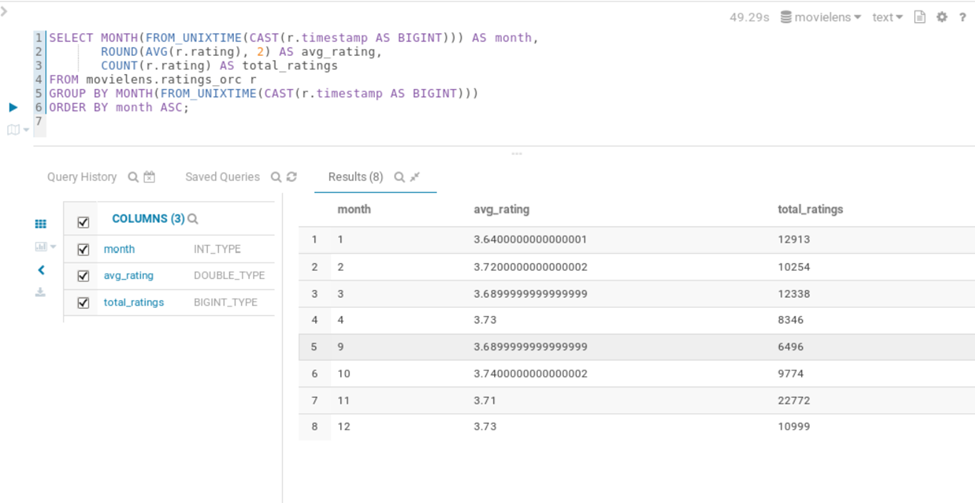 49.29s movielens text ?
1 SELECT MONTH(FROM_UNIXTIME(CAST(r.timestamp AS BIGINT))) AS month,
2 ROUND(AVG(r.rating), 2) AS avg_rating,
3 COUNT(r.rating) AS total_ratings
4 FROM movielens.ratings_orc r
5 GROUP BY MONTH(FROM_UNIXTIME(CAST(r.timestamp AS BIGINT)))
6 ORDER BY month ASC;
7
Query History Saved Queries Results (8)
COLUMNS (3)
month INT_TYPE
avg_rating DOUBLE_TYPE
total_ratings BIGINT_TYPE
month avg_rating total_ratings
1 1 3.6400000000000001 12913
2 2 3.7200000000000002 10254
3 3 3.6899999999999999 12338
4 4 3.73 8346
5 9 3.6899999999999999 6496
6 10 3.7400000000000002 9774
7 11 3.71 22772
8 12 3.73 10999